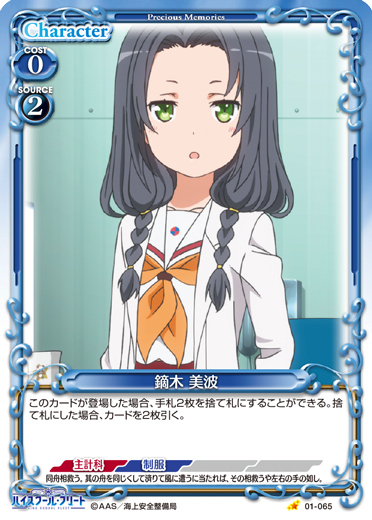 Precious Memories
Character
COST
0
SOURCE
2
鏑木 美波
このカードが登場した場合、手札2枚を捨て札にすることができる。捨
て札にした場合、カードを2枚引く。
主計科
制服
同舟相救う、其の舟を同じくして済りて風に遭うに当たれば、その相救うや左右の手の如し。
ハイスクール・フリート
©AAS／海上安全整備局
01-065